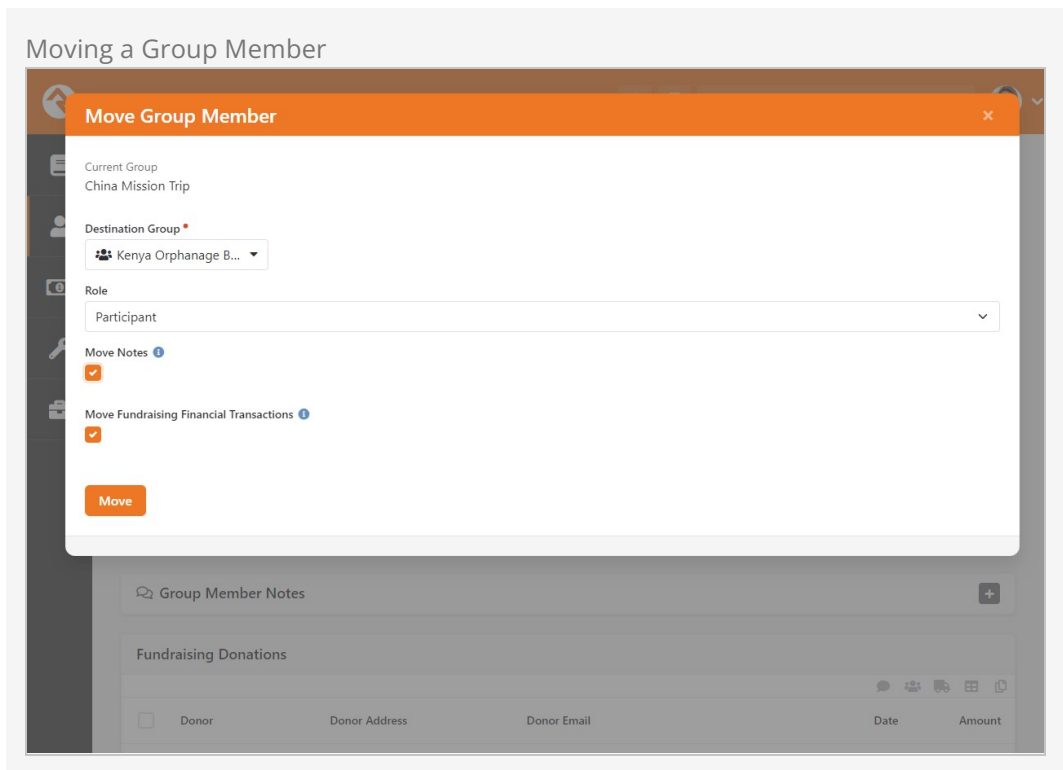 Moving a Group Member
Move Group Member
×
Current Group
China Mission Trip
Destination Group •
Kenya Orphanage B...
Role
Participant
Move Notes
Move Fundraising Financial Transactions
Move
Group Member Notes
Fundraising Donations
Donor Donor Address Donor Email Date Amount